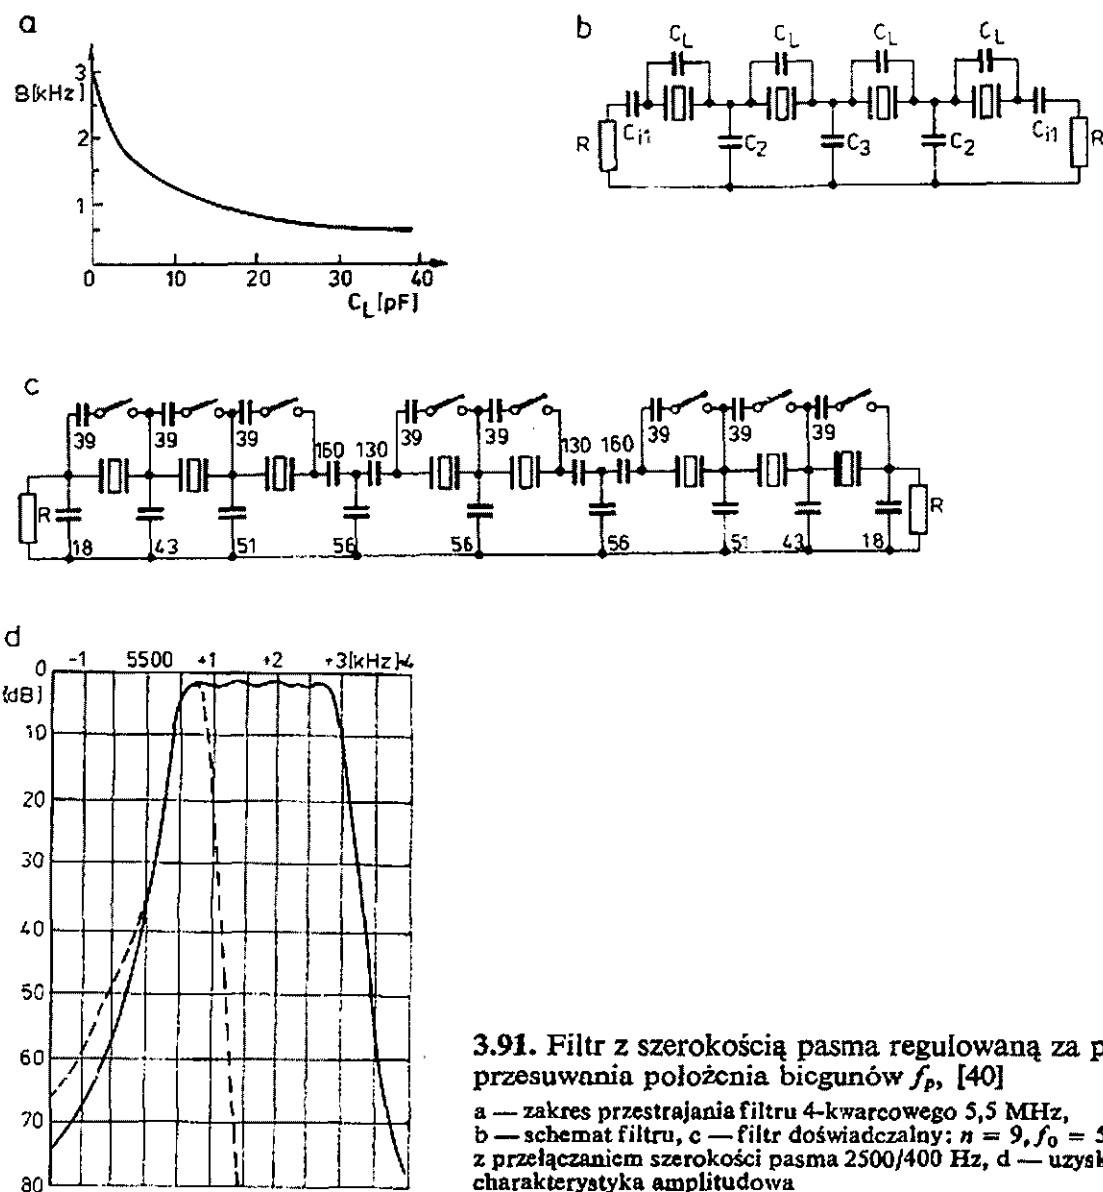 a
3
B[kHz]
2
1
0 10 20 30 40
C_L [pF]
b
C_L C_L C_L C_L
C_i1 C_i1
R C_2 C_3 C_2 R
c
39 39 39 39 39 39 39 39
160 130 130 160
R R
18 43 51 56 56 56 51 43 18
d
-1 5500 +1 +2 +3[kHz]+4
0
[dB]
10
20
30
40
50
60
70
80
3.91. Filtr z szerokością pasma regulowaną za p
przesuwania położenia biegunów f_p, [40]
a — zakres przestrajania filtru 4-kwarcowego 5,5 MHz,
b — schemat filtru, c — filtr doświadczalny: n = 9, f_0 = 5
z przełączaniem szerokości pasma 2500/400 Hz, d — uzysk
charakterystyka amplitudowa